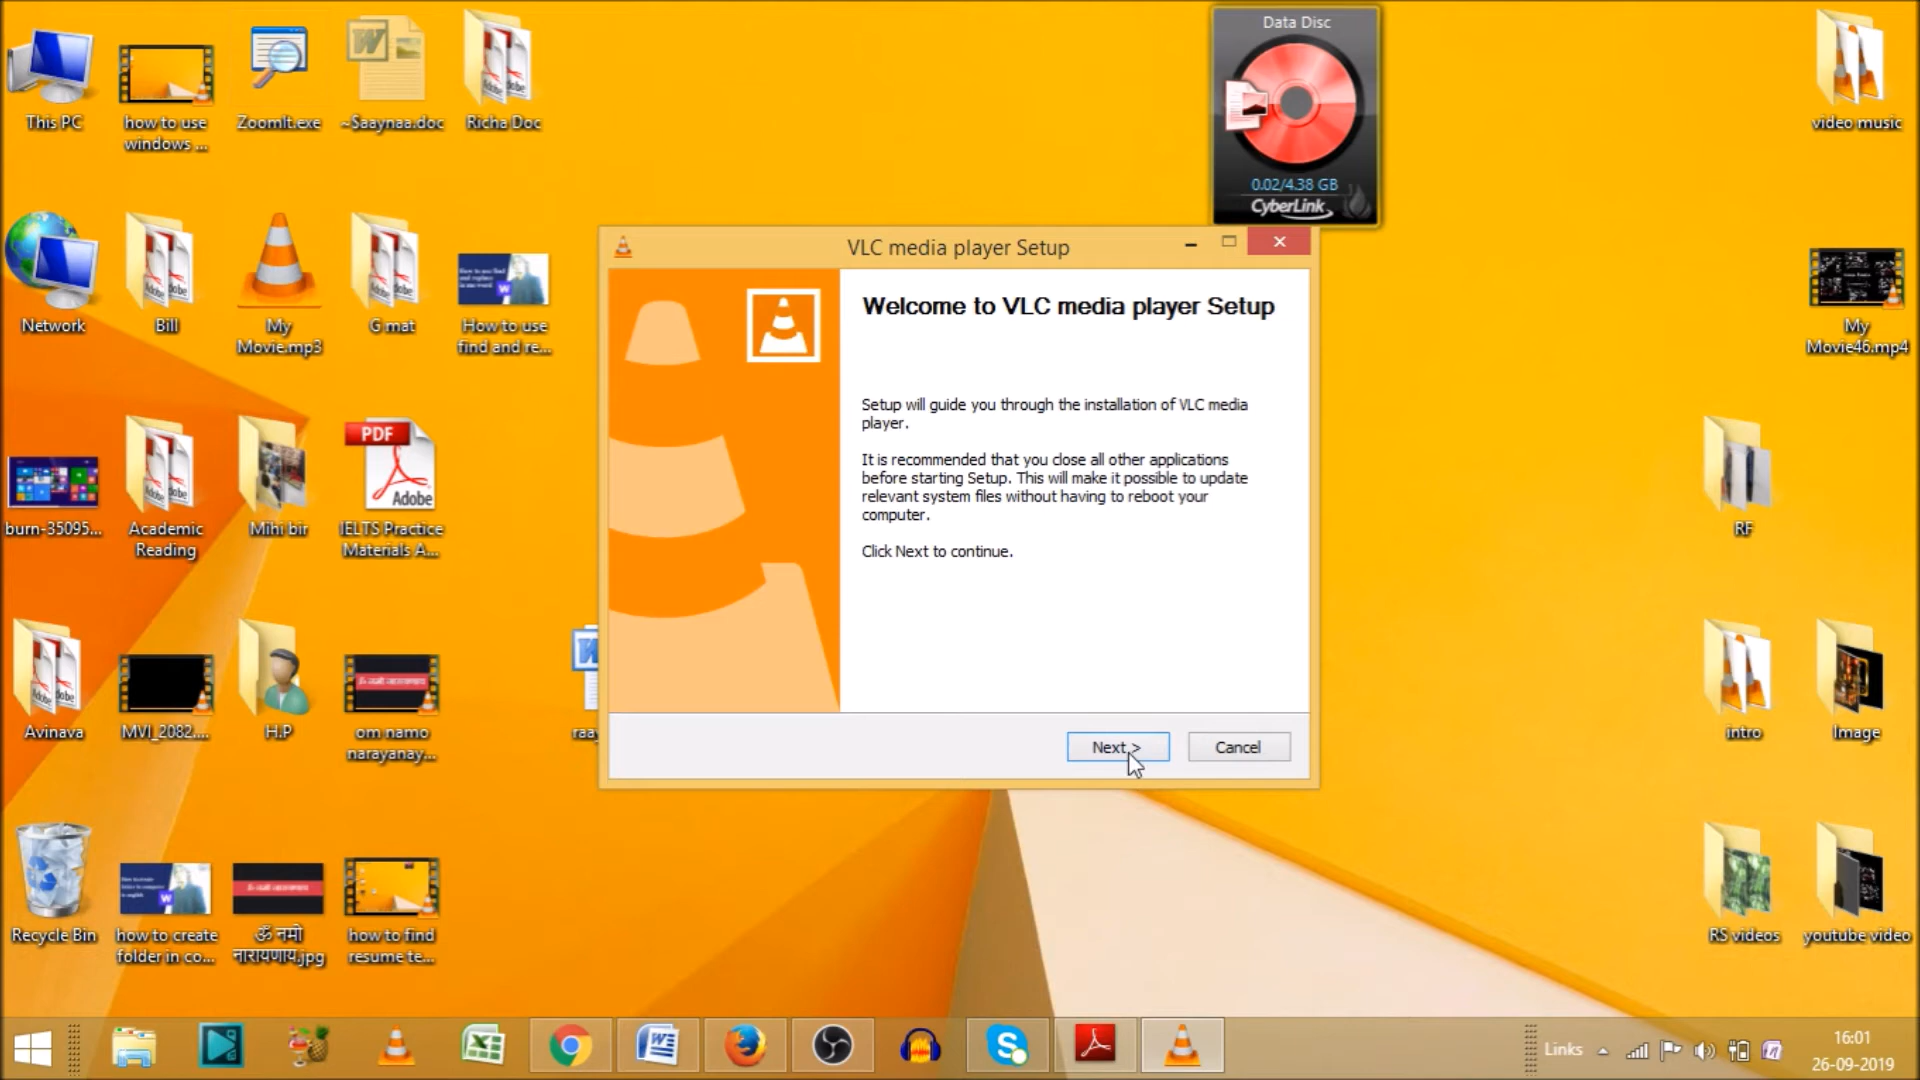 Data Disc
0.02/4.38 GB
CyberLink
This PC
how to use
windows ...
ZoomIt.exe
~Saaynaa.doc
Richa Doc
video music
Network
Bill
My
Movie.mp3
G mat
How to use
find and re...
My
Movie46.mp4
VLC media player Setup
Welcome to VLC media player Setup
Setup will guide you through the installation of VLC media
player.
It is recommended that you close all other applications
before starting Setup. This will make it possible to update
relevant system files without having to reboot your
computer.
Click Next to continue.
Next >
Cancel
burn-35095...
Academic
Reading
Mihi bir
PDF
Adobe
IELTS Practice
Materials A...
RF
Avinava
MVI_2082....
H.P
om namo
narayanay...
raa
intro
Image
Recycle Bin
how to create
folder in co...
ॐ नमो
नारायणाय.jpg
how to find
resume te...
RS videos
youtube video
Links
16:01
26-09-2019